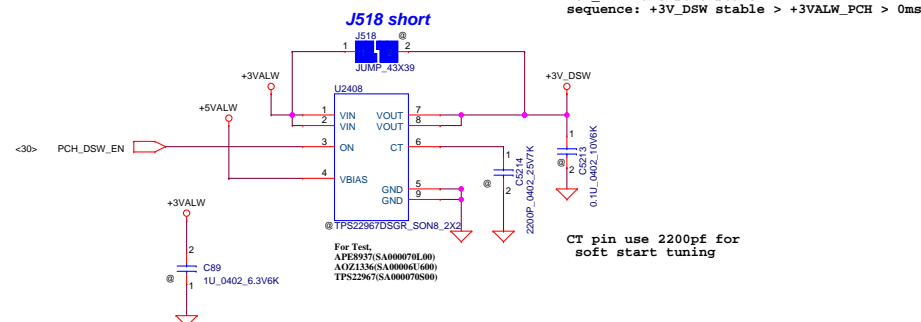 sequence: +3V_DSW stable > +3VALW_PCH > 0ms
J518 short
J518
@
1
2
JUMP_43X39
+3VALW
+3V_DSW
+5VALW
U2408
1
VIN
VOUT
7
2
VIN
VOUT
8
<30>
PCH_DSW_EN
3
ON
CT
6
4
VBIAS
GND
5
GND
9
@
TPS22967DSGR_SON8_2X2
1
@
2
C5214
2200P_0402_25V7K
1
@
2
C5213
0.1U_0402_10V6K
+3VALW
2
C89
@
1
1U_0402_6.3V6K
For Test,
APE8937(SA000070L00)
AOZ1336(SA00006U600)
TPS22967(SA000070S00)
CT pin use 2200pf for
soft start tuning